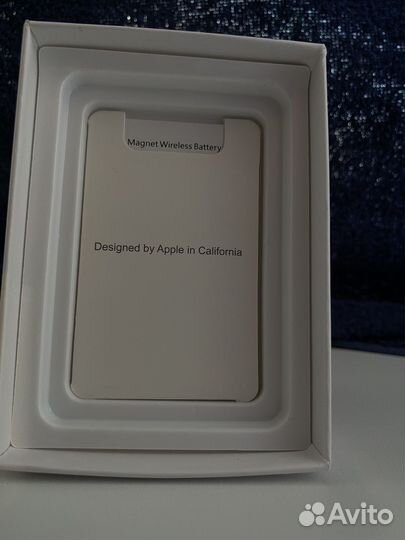 Magnet Wireless Battery
Designed by Apple in California
Avito